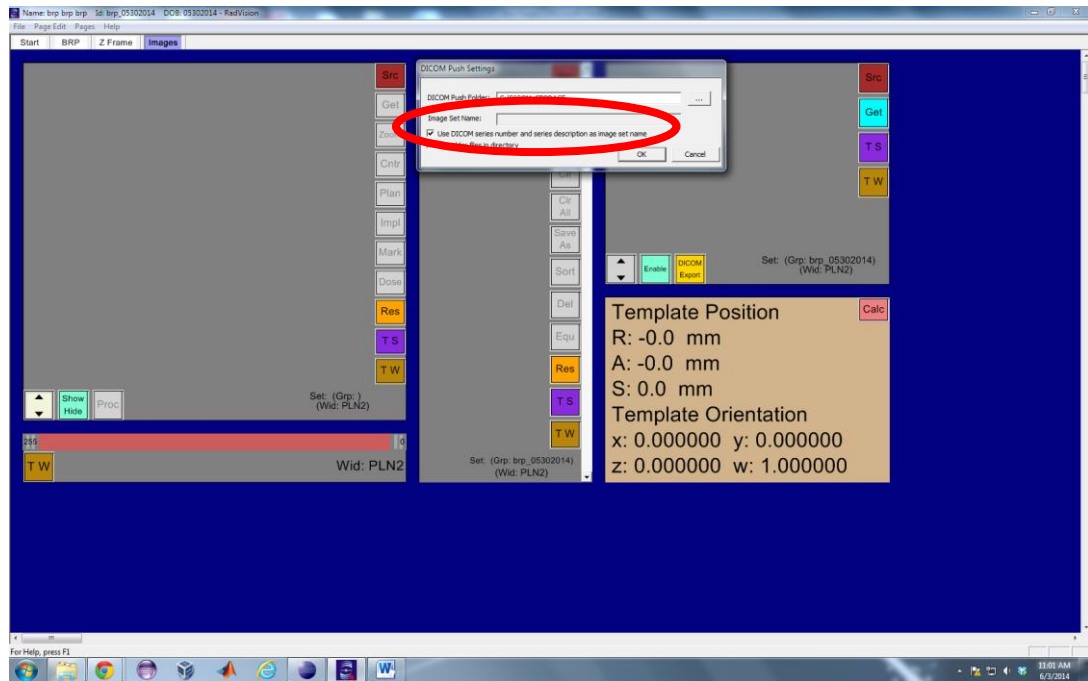 Name: brp brp brp Id: brp_05302014 DOB: 05302014 - RadVision
File Page Edit Pages Help
Start BRP Z Frame Images
DICOM Push Settings
DICOM Push Folder:
...
Image Set Name:
Use DICOM series number and series description as image set name
files in directory
OK Cancel
Src
Get
Zoom
Cntr
Plan
Impl
Mark
Dose
Res
T S
T W
Show
Hide
Proc
Set: (Grp: )
(Wid: PLN2)
255 0
T W
Wid: PLN2
Clr
Clr
All
Save
As
Sort
Del
Equ
Res
T S
T W
Set: (Grp: brp_05302014)
(Wid: PLN2)
Src
Get
T S
T W
Enable
DICOM
Export
Set: (Grp: brp_05302014)
(Wid: PLN2)
Template Position
Calc
R: -0.0 mm
A: -0.0 mm
S: 0.0 mm
Template Orientation
x: 0.000000 y: 0.000000
z: 0.000000 w: 1.000000
For Help, press F1
W
11:01 AM
6/3/2014